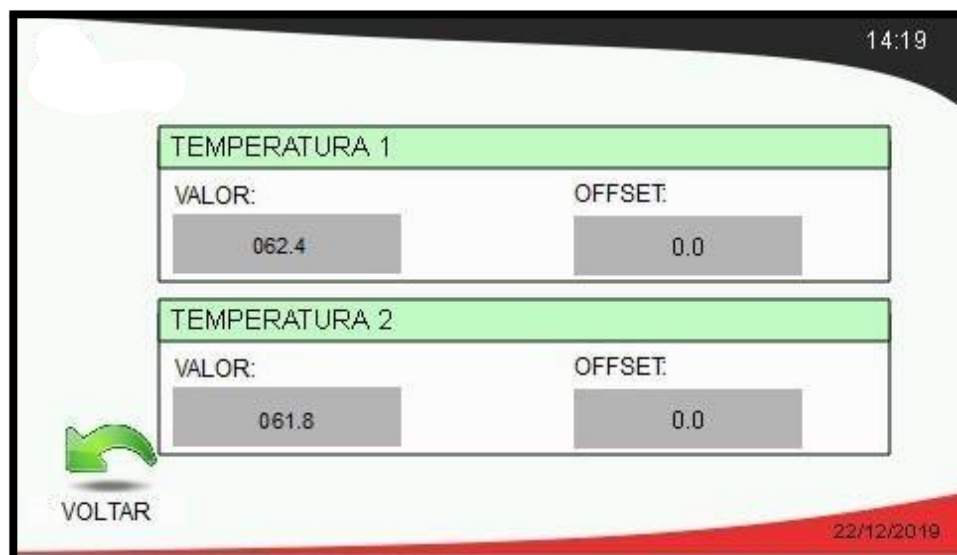 14:19
TEMPERATURA 1
VALOR: OFFSET:
062.4 0.0
TEMPERATURA 2
VALOR: OFFSET:
061.8 0.0
VOLTAR
22/12/2019